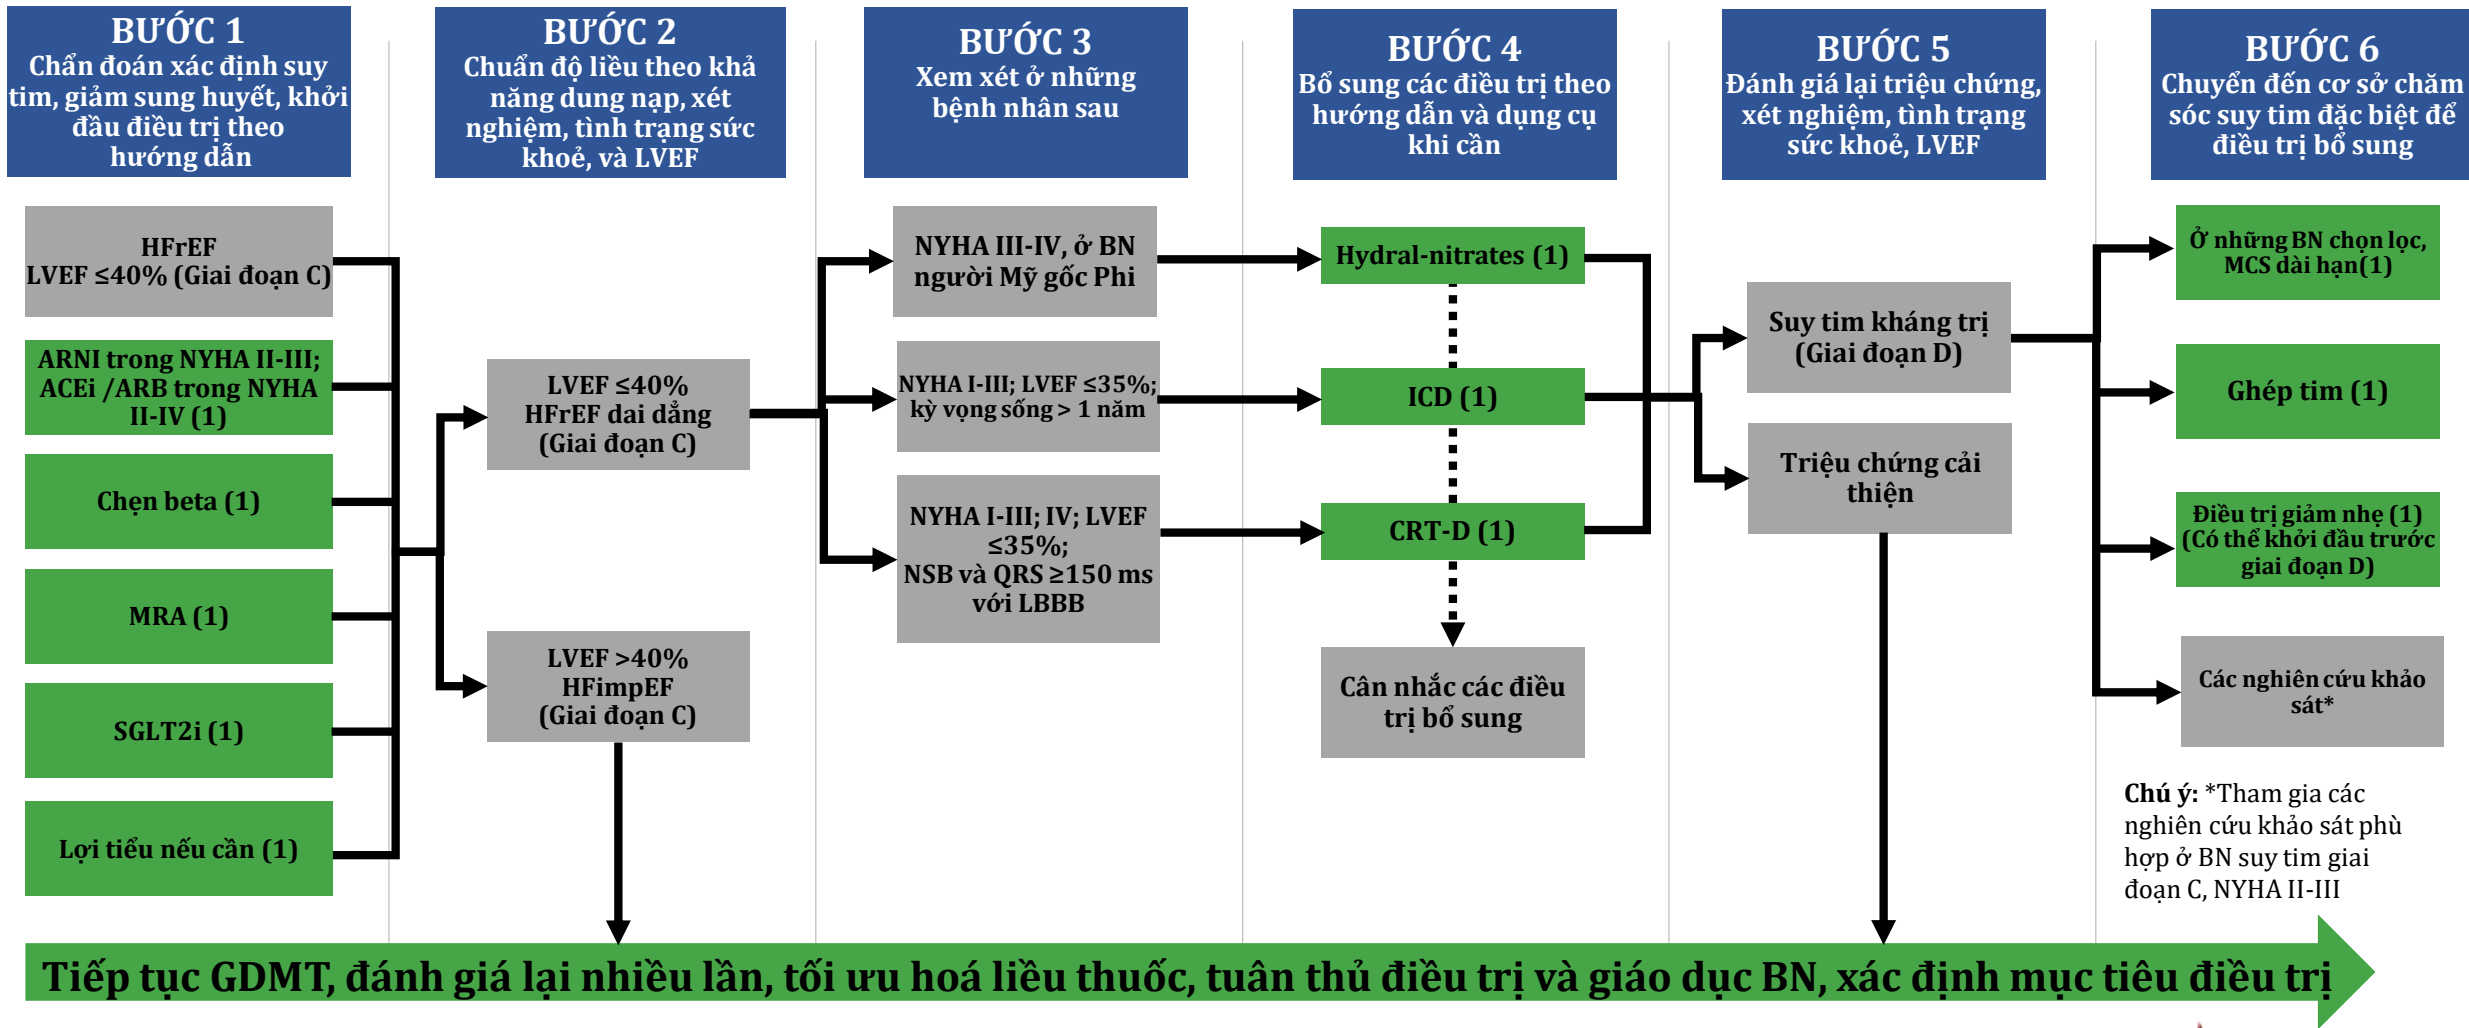 BƯỚC 1
Chẩn đoán xác định suy
tim, giảm sung huyết, khởi
đầu điều trị theo
hướng dẫn
BƯỚC 2
Chuẩn độ liều theo khả
năng dung nạp, xét
nghiệm, tình trạng sức
khoẻ, và LVEF
BƯỚC 3
Xem xét ở những
bệnh nhân sau
BƯỚC 4
Bổ sung các điều trị theo
hướng dẫn và dụng cụ
khi cần
BƯỚC 5
Đánh giá lại triệu chứng,
xét nghiệm, tình trạng
sức khoẻ, LVEF
BƯỚC 6
Chuyển đến cơ sở chăm
sóc suy tim đặc biệt để
điều trị bổ sung
HFrEF
LVEF ≤40% (Giai đoạn C)
ARNI trong NYHA II-III;
ACEi /ARB trong NYHA
II-IV (1)
Chẹn beta (1)
MRA (1)
SGLT2i (1)
Lợi tiểu nếu cần (1)
LVEF ≤40%
HFrEF dai dẳng
(Giai đoạn C)
LVEF >40%
HFimpEF
(Giai đoạn C)
NYHA III-IV, ở BN
người Mỹ gốc Phi
NYHA I-III; LVEF ≤35%;
kỳ vọng sống > 1 năm
NYHA I-III; IV; LVEF
≤35%;
NSB và QRS ≥150 ms
với LBBB
Hydral-nitrates (1)
ICD (1)
CRT-D (1)
Cân nhắc các điều
trị bổ sung
Suy tim kháng trị
(Giai đoạn D)
Triệu chứng cải
thiện
Ở những BN chọn lọc,
MCS dài hạn(1)
Ghép tim (1)
Điều trị giảm nhẹ (1)
(Có thể khởi đầu trước
giai đoạn D)
Các nghiên cứu khảo
sát*
Chú ý: *Tham gia các
nghiên cứu khảo sát phù
hợp ở BN suy tim giai
đoạn C, NYHA II-III
Tiếp tục GDMT, đánh giá lại nhiều lần, tối ưu hoá liều thuốc, tuân thủ điều trị và giáo dục BN, xác định mục tiêu điều trị